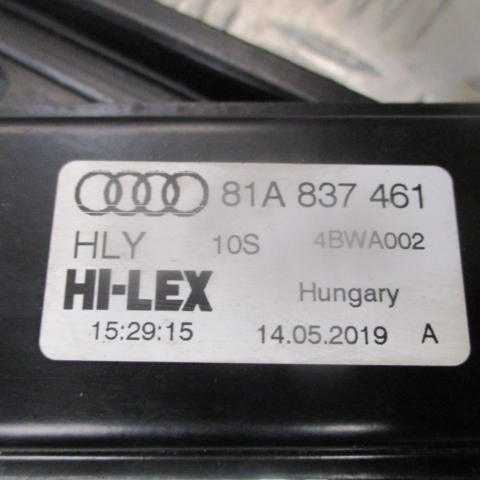 81A 837 461
HLY 10S 4BWA002
HI-LEX Hungary
15:29:15 14.05.2019 A